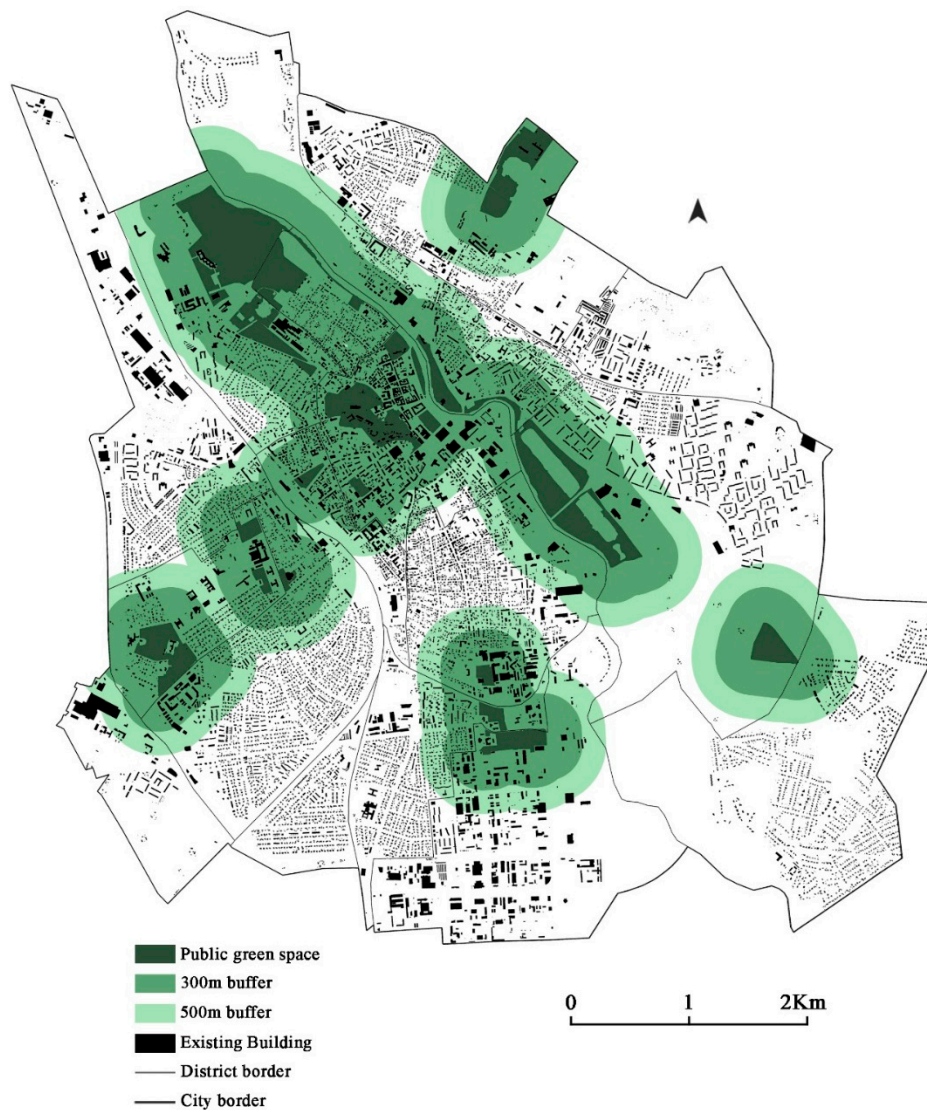 Public green space
300m buffer
500m buffer
Existing Building
District border
City border
0 1 2Km